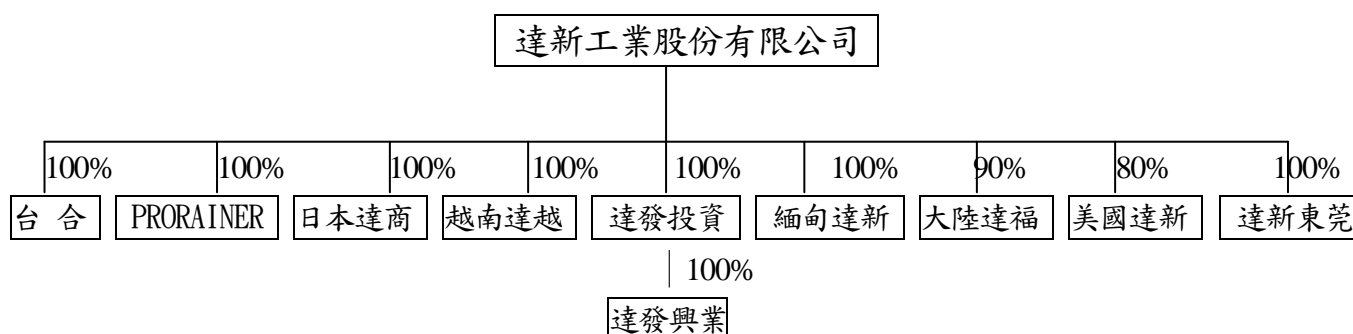 達新工業股份有限公司
100% 100% 100% 100% 100% 100% 90% 80% 100%
台 合 PRORAINER 日本達商 越南達越 達發投資 緬甸達新 大陸達福 美國達新 達新東莞
100%
達發興業